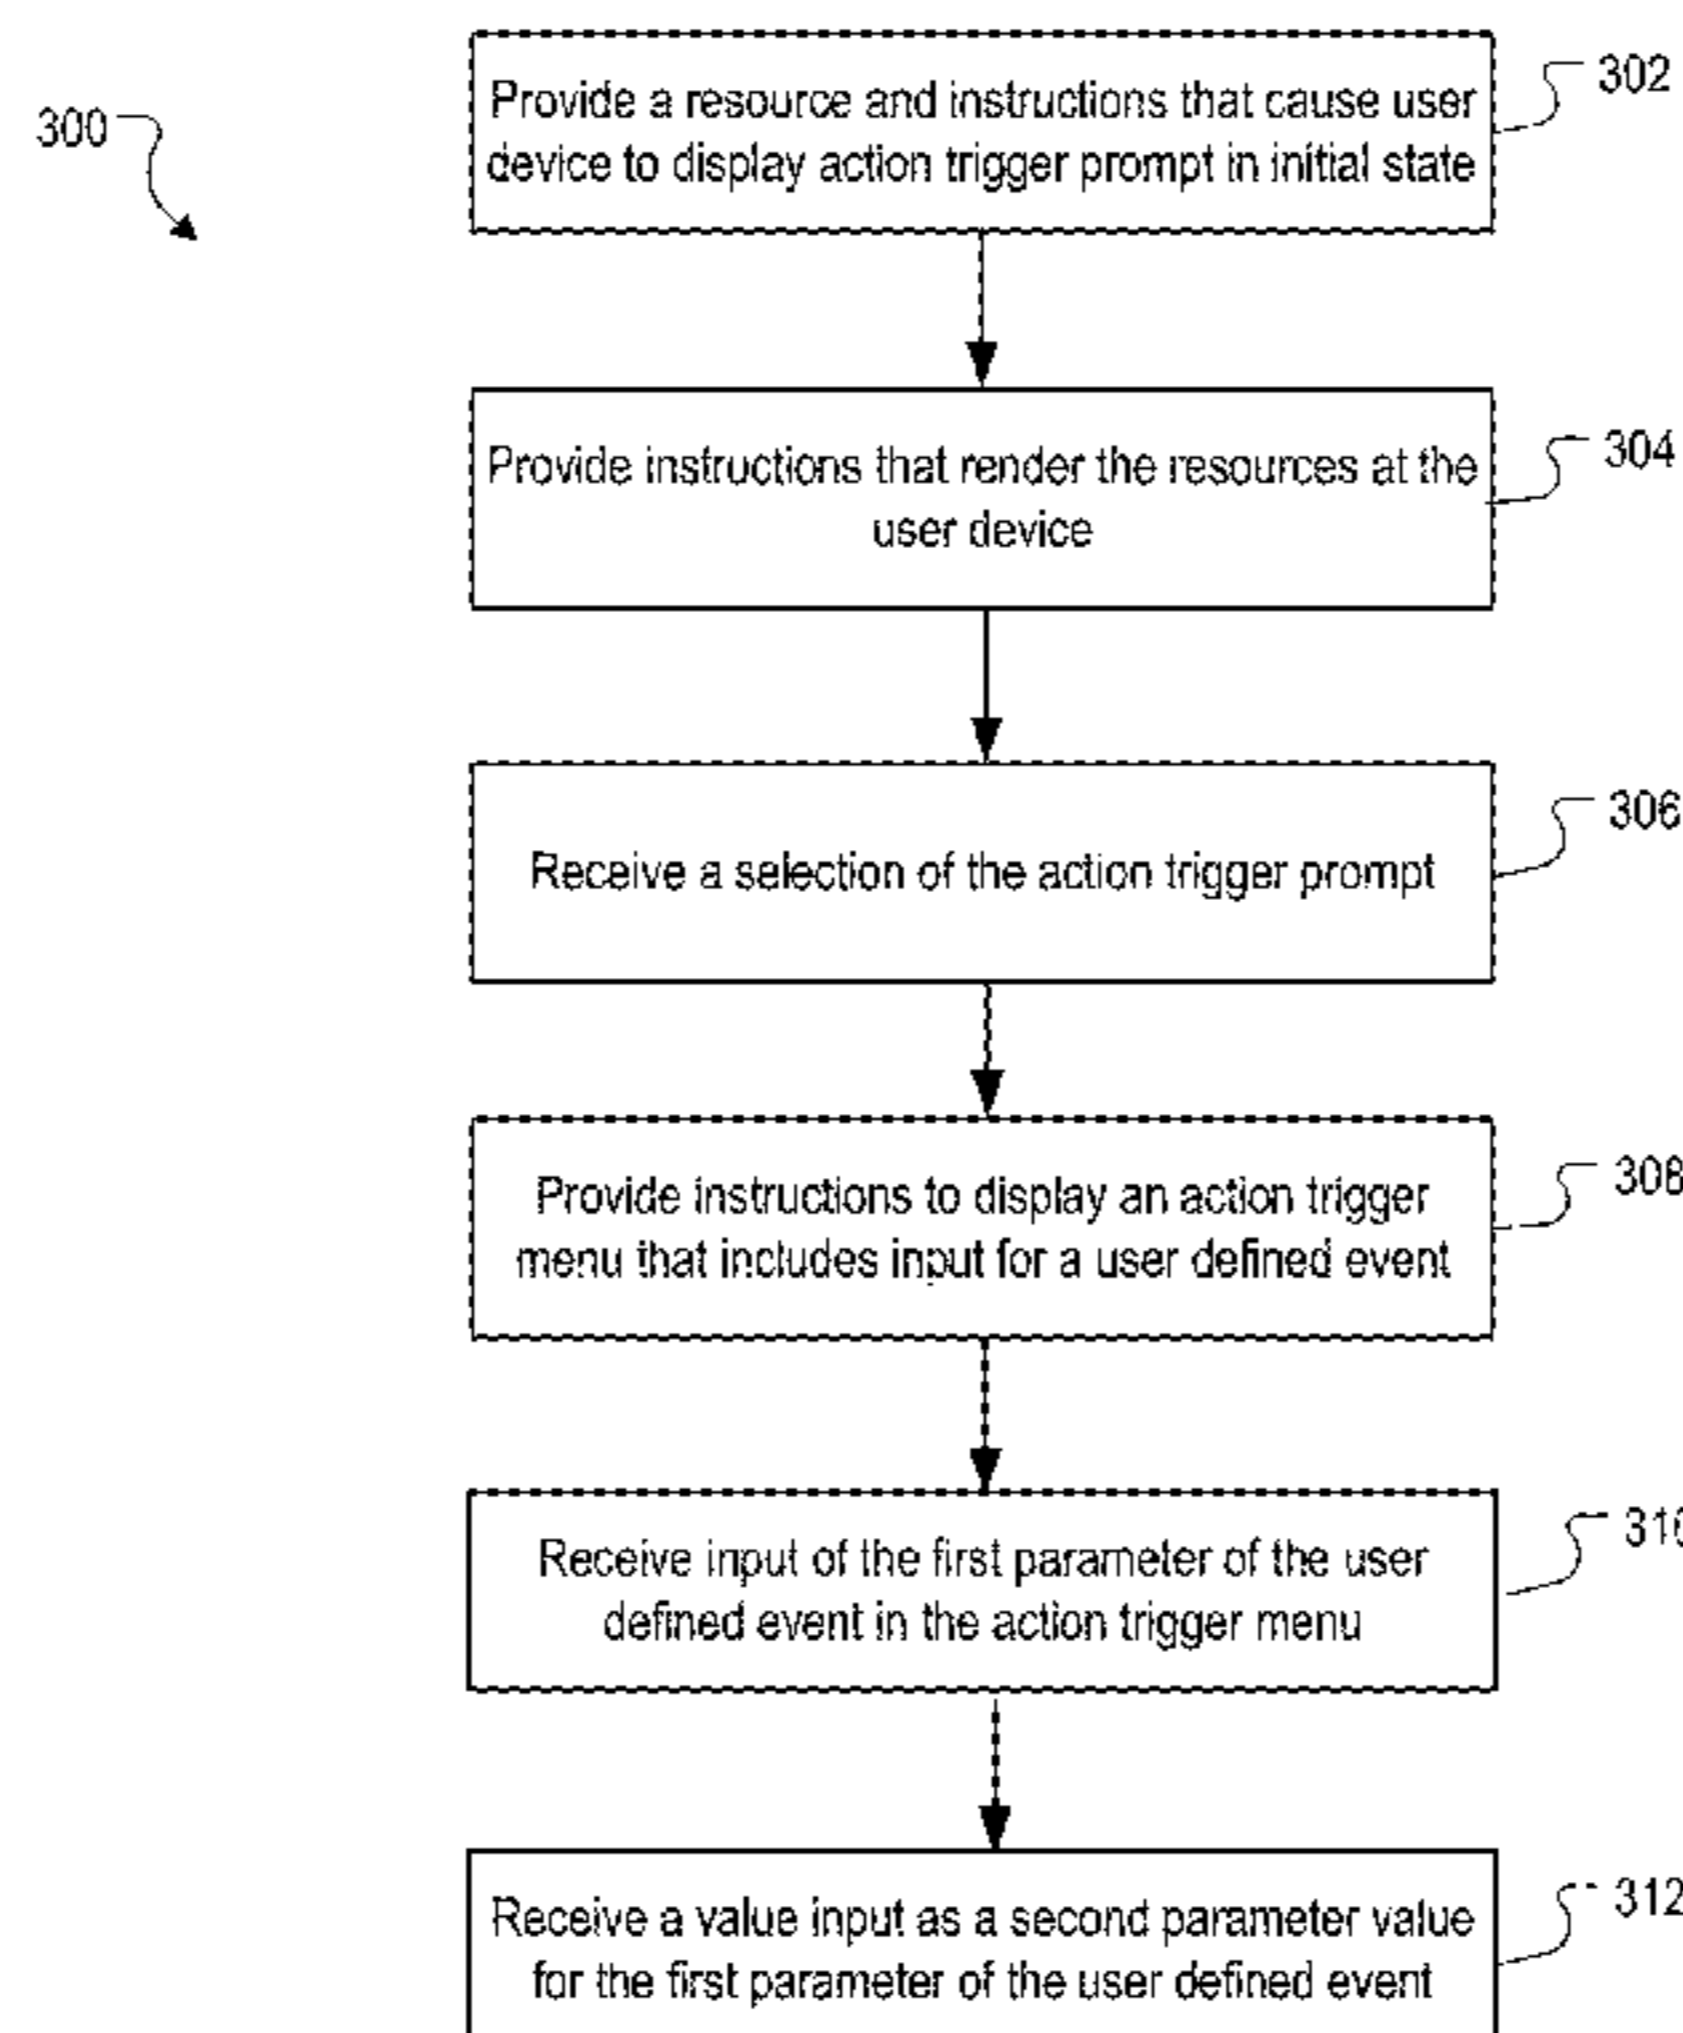 300
Provide a resource and instructions that cause user
device to display action trigger prompt in initial state
302
Provide instructions that render the resources at the
user device
304
Receive a selection of the action trigger prompt
306
Provide instructions to display an action trigger
menu that includes input for a user defined event
308
Receive input of the first parameter of the user
defined event in the action trigger menu
310
Receive a value input as a second parameter value
for the first parameter of the user defined event
312